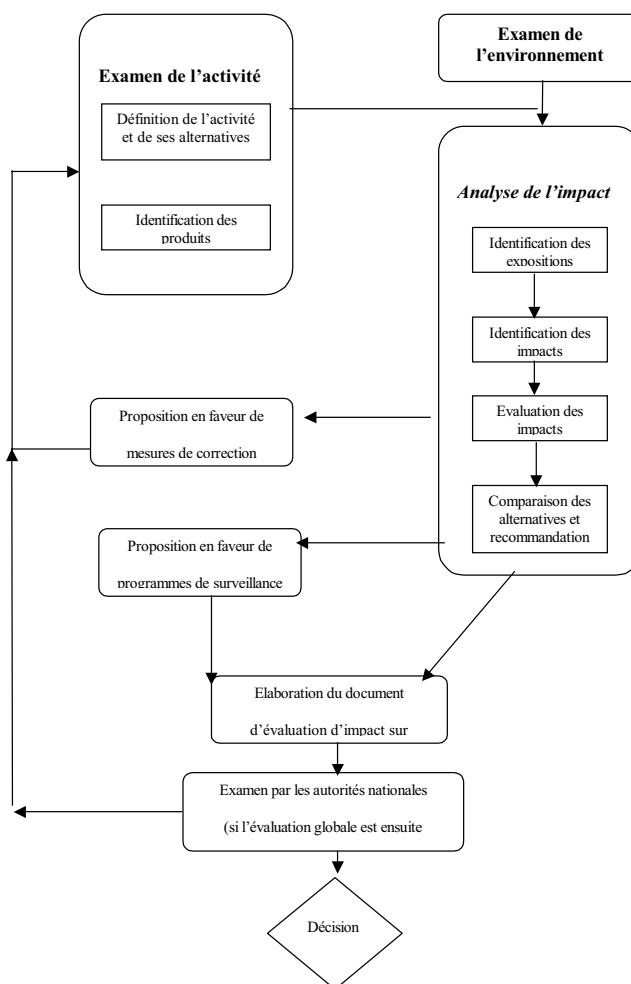 Examen de
l'environnement
Examen de l'activité
Définition de l'activité
et de ses alternatives
Identification des
produits
Analyse de l'impact
Identification des
expositions
Identification des
impacts
Evaluation des
impacts
Comparaison des
alternatives et
recommandation
Proposition en faveur de
mesures de correction
Proposition en faveur de
programmes de surveillance
Elaboration du document
d'évaluation d'impact sur
Examen par les autorités nationales
(si l'évaluation globale est ensuite
Décision